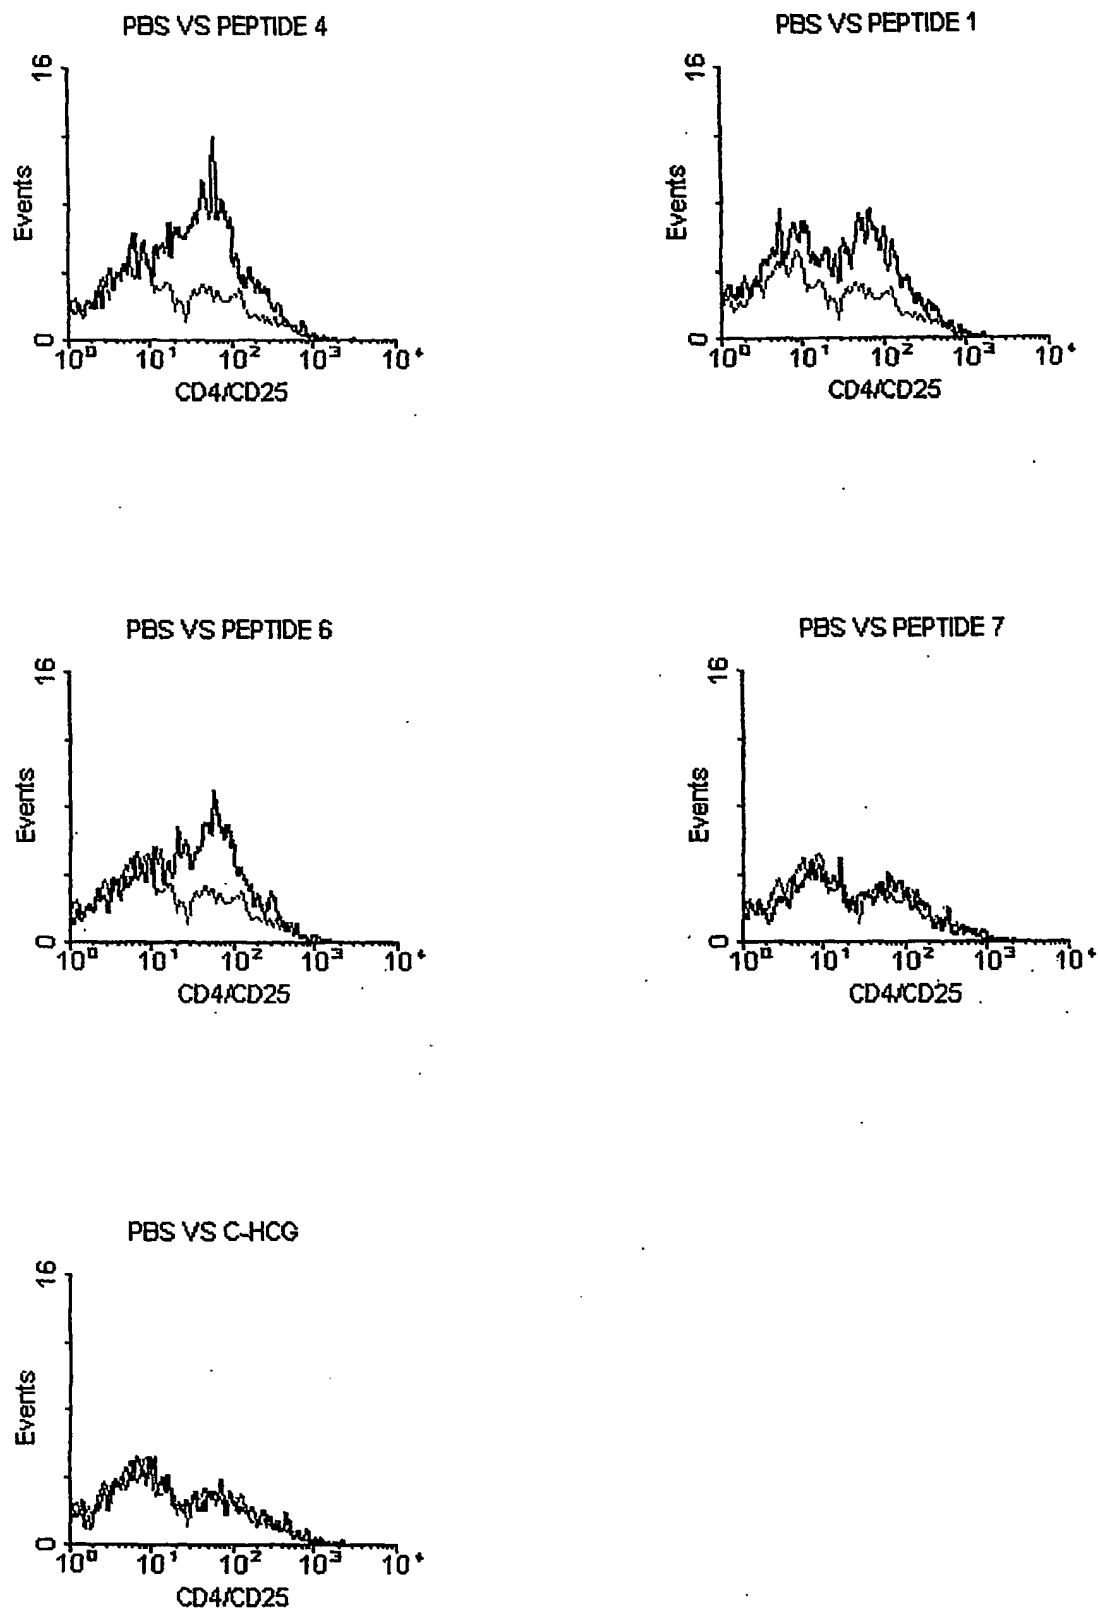 PBS VS PEPTIDE 4
16
Events
0
10⁰ 10¹ 10² 10³ 10⁴
CD4/CD25
PBS VS PEPTIDE 1
16
Events
0
10⁰ 10¹ 10² 10³ 10⁴
CD4/CD25
PBS VS PEPTIDE 6
16
Events
0
10⁰ 10¹ 10² 10³ 10⁴
CD4/CD25
PBS VS PEPTIDE 7
16
Events
0
10⁰ 10¹ 10² 10³ 10⁴
CD4/CD25
PBS VS C-HCG
16
Events
0
10⁰ 10¹ 10² 10³ 10⁴
CD4/CD25